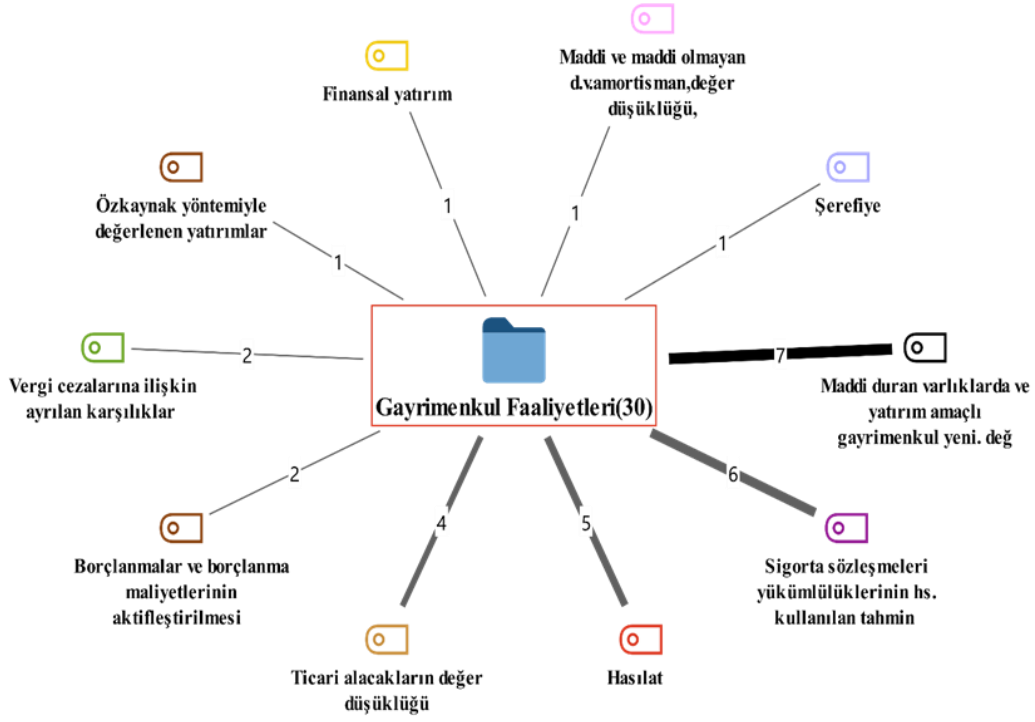 Maddi ve maddi olmayan
d.v.amortisman,değer
düşüklüğü,
Finansal yatırım
Özkaynak yöntemiyle
değerlenen yatırımlar
Şerefiye
1
1
1
1
2
7
Vergi cezalarına ilişkin
ayrılan karşılıklar
Gayrimenkul Faaliyetleri(30)
Maddi duran varlıklarda ve
yatırım amaçlı
gayrimenkul yeni. değ
2
4
5
6
Borçlanmalar ve borçlanma
maliyetlerinin
aktifleştirilmesi
Sigorta sözleşmeleri
yükümlülüklerinin hs.
kullanılan tahmin
Ticari alacakların değer
düşüklüğü
Hasılat